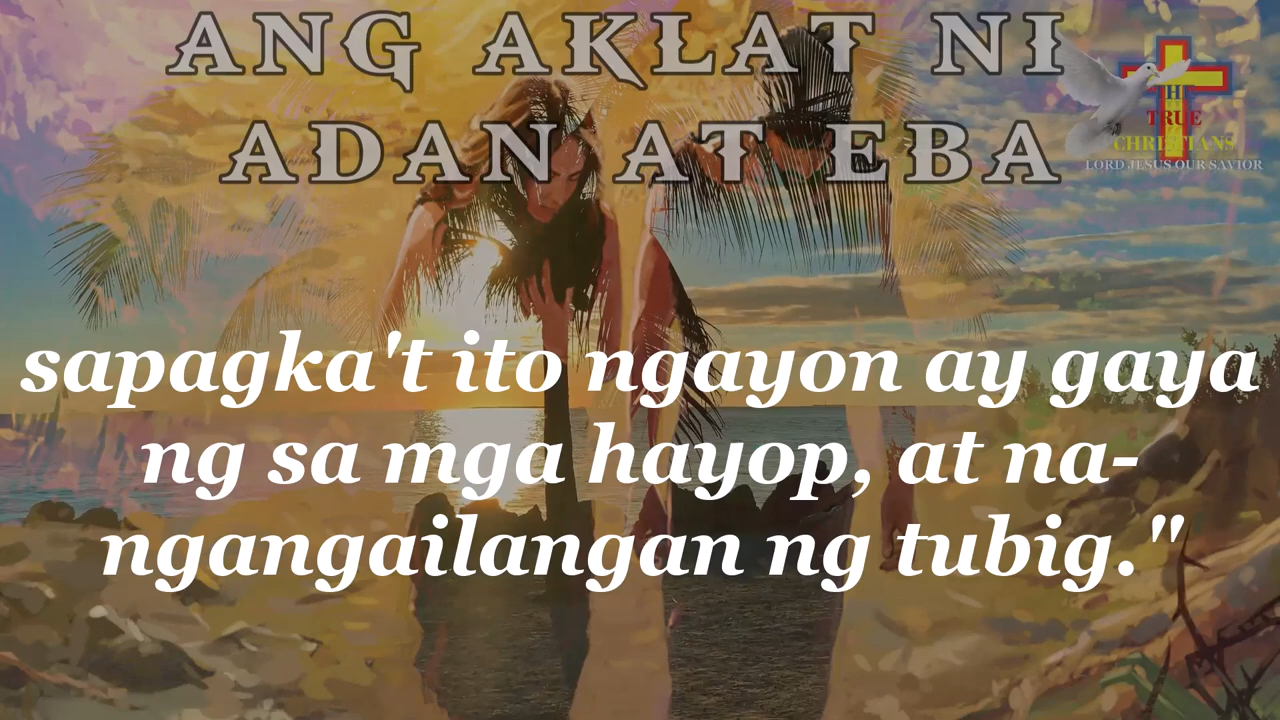 ANG AKLAT NI
ADAN AT EBA
THE
TRUE
CHRISTIANS
LORD JESUS OUR SAVIOR
sapagka't ito ngayon ay gaya
ng sa mga hayop, at na-
ngangailangan ng tubig."